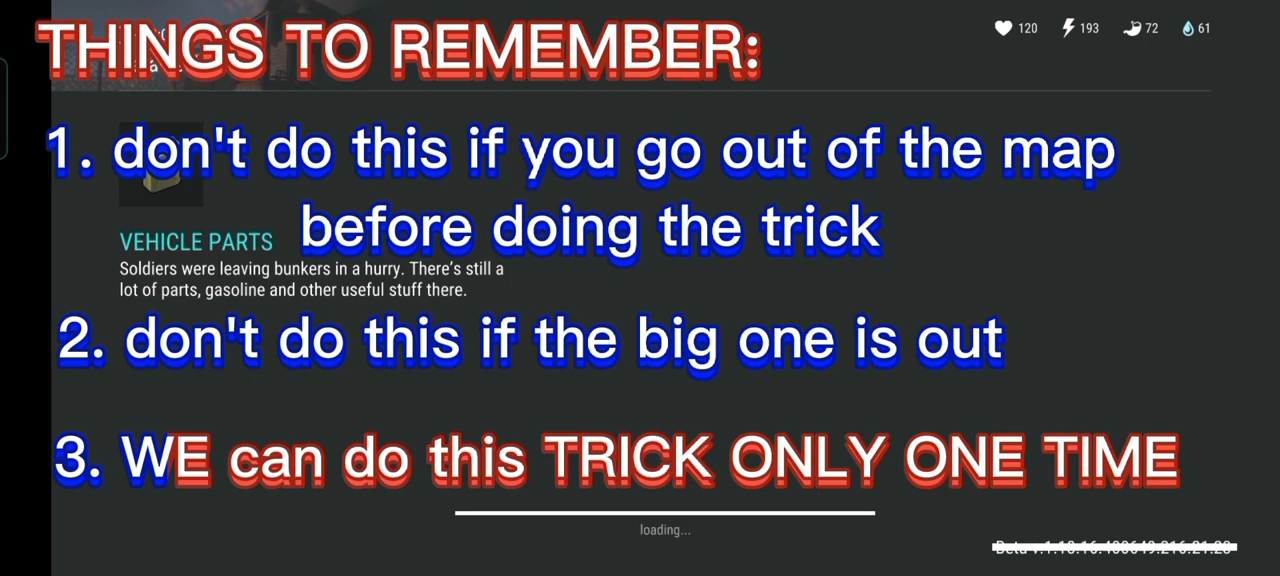 THINGS TO REMEMBER:
120 193 72 61
1. don't do this if you go out of the map
before doing the trick
VEHICLE PARTS
Soldiers were leaving bunkers in a hurry. There's still a
lot of parts, gasoline and other useful stuff there.
2. don't do this if the big one is out
3. WE can do this TRICK ONLY ONE TIME
loading...